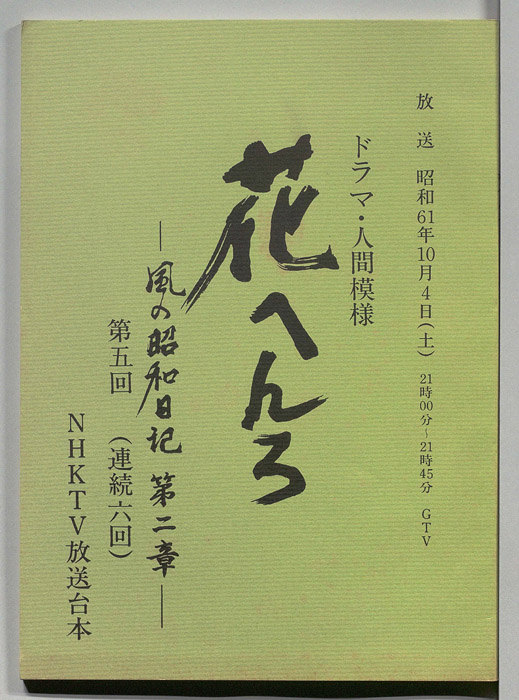 放送 昭和61年10月4日(土) 21時00分～21時45分 GTV
ドラマ・人間模様
花へんろ
―風の昭和日記 第二章―
第五回 (連続六回)
NHKTV放送台本